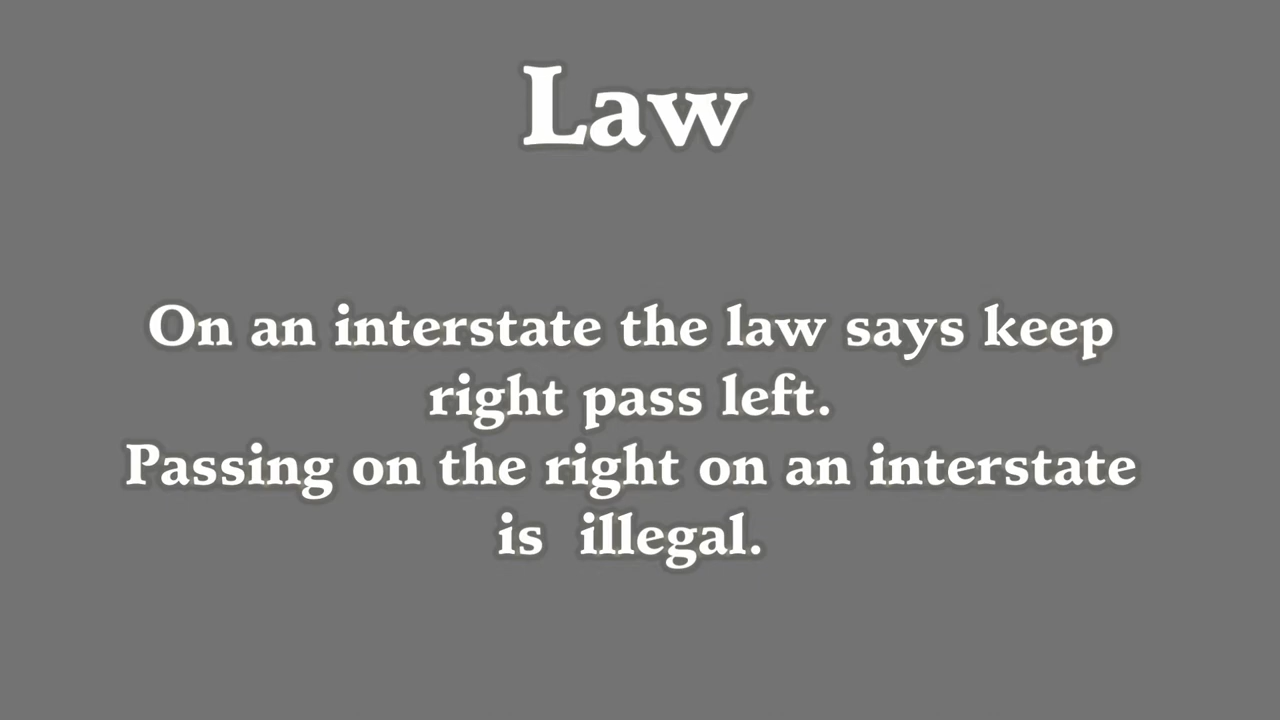 Law
On an interstate the law says keep
right pass left.
Passing on the right on an interstate
is  illegal.